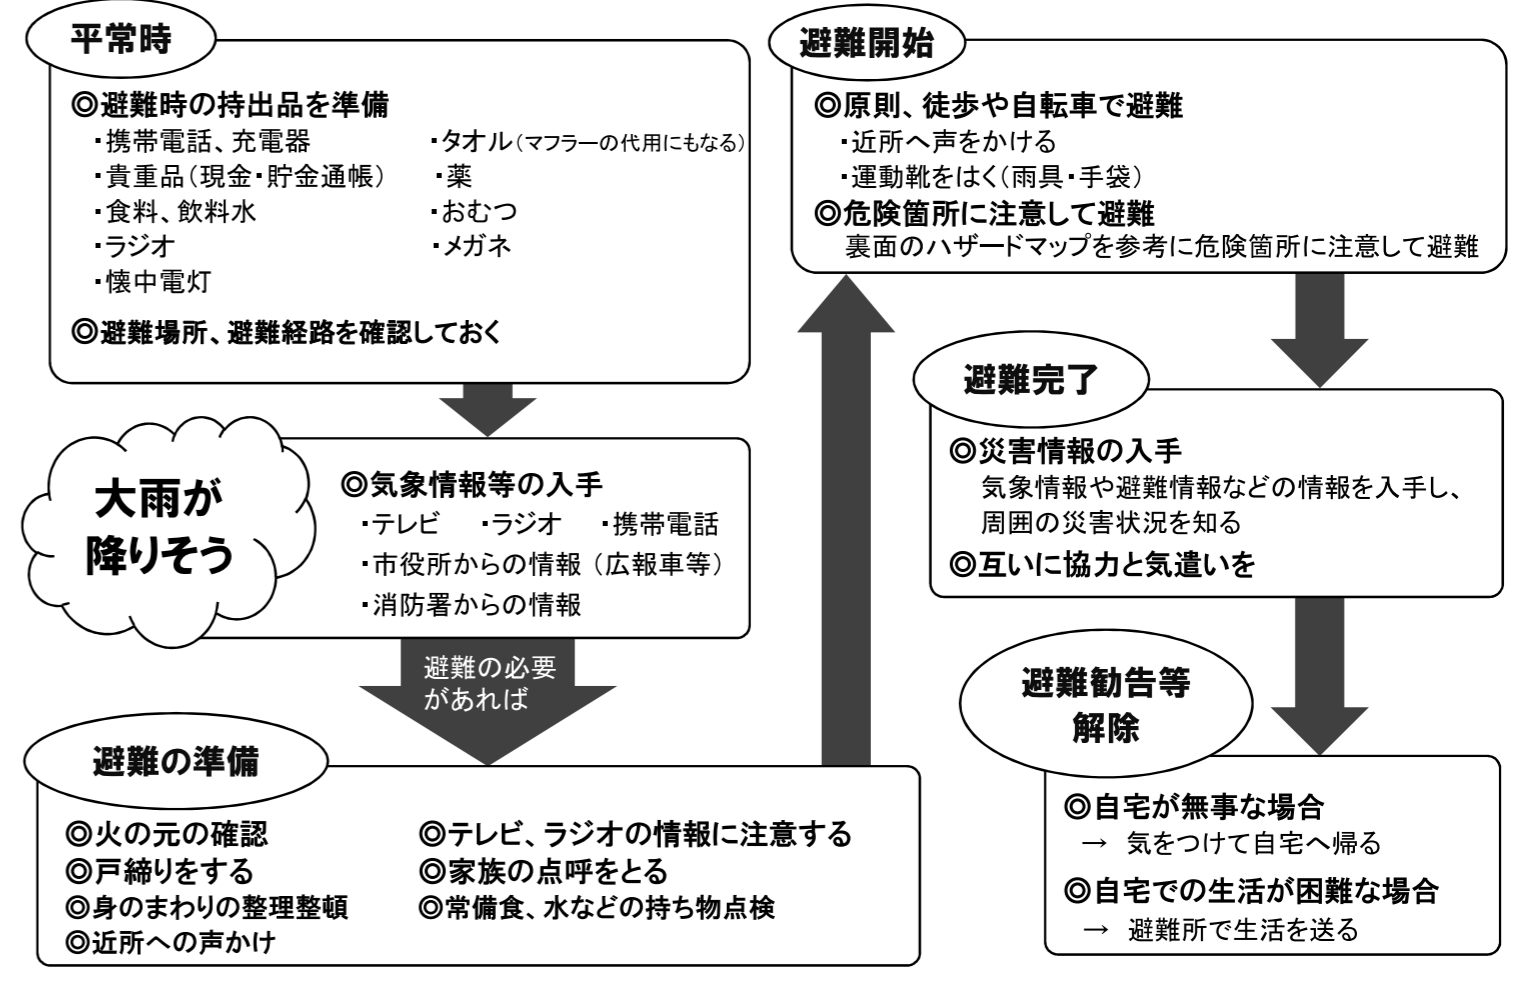 平常時
◎避難時の持出品を準備
・携帯電話、充電器
・貴重品（現金・貯金通帳）
・食料、飲料水
・ラジオ
・懐中電灯
・タオル（マフラーの代用にもなる）
・薬
・おむつ
・メガネ
◎避難場所、避難経路を確認しておく
大雨が
降りそう
◎気象情報等の入手
・テレビ ・ラジオ ・携帯電話
・市役所からの情報（広報車等）
・消防署からの情報
避難の必要
があれば
避難の準備
◎火の元の確認
◎戸締りをする
◎身のまわりの整理整頓
◎近所への声かけ
◎テレビ、ラジオの情報に注意する
◎家族の点呼をとる
◎常備食、水などの持ち物点検
避難開始
◎原則、徒歩や自転車で避難
・近所へ声をかける
・運動靴をはく（雨具・手袋）
◎危険箇所に注意して避難
裏面のハザードマップを参考に危険箇所に注意して避難
避難完了
◎災害情報の入手
気象情報や避難情報などの情報を入手し、
周囲の災害状況を知る
◎互いに協力と気遣いを
避難勧告等
解除
◎自宅が無事な場合
→ 気をつけて自宅へ帰る
◎自宅での生活が困難な場合
→ 避難所で生活を送る